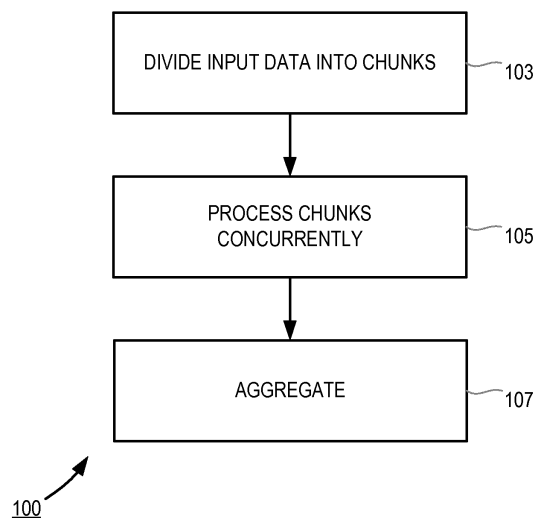 DIVIDE INPUT DATA INTO CHUNKS
103
PROCESS CHUNKS
CONCURRENTLY
105
AGGREGATE
107
100